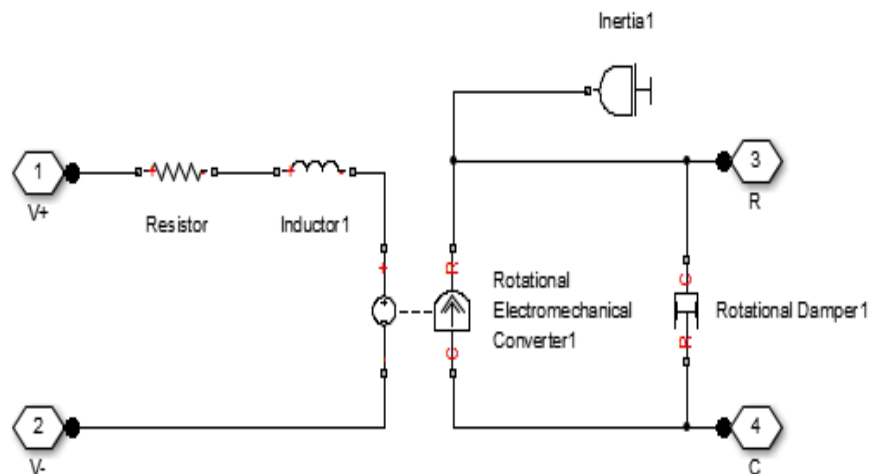 Inertia1
1
V+
+
-
Resistor
+
-
Inductor1
3
R
+
-
R
C
Rotational
Electromechanical
Converter1
C
R
Rotational Damper1
2
V-
4
C